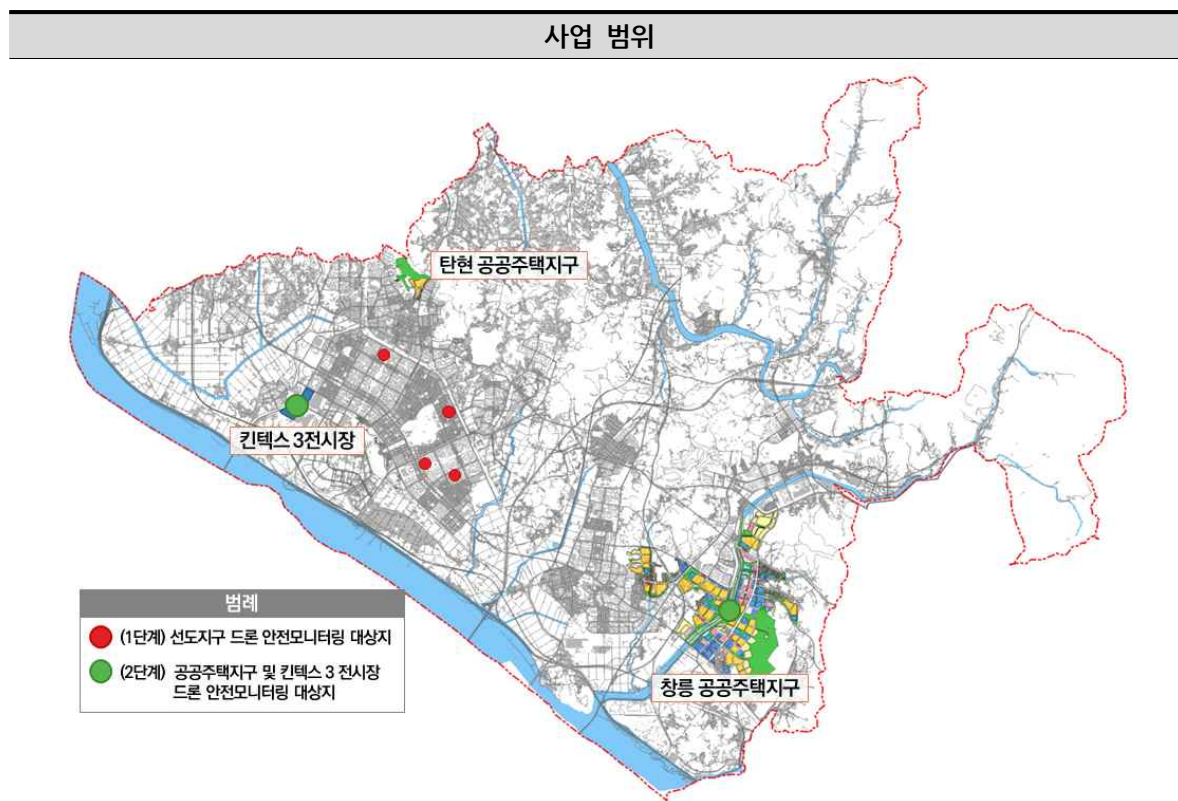 사업 범위
탄현 공공주택지구
킨텍스 3전시장
창릉 공공주택지구
범례
(1단계) 선도지구 드론 안전모니터링 대상지
(2단계) 공공주택지구 및 킨텍스 3 전시장
드론 안전모니터링 대상지